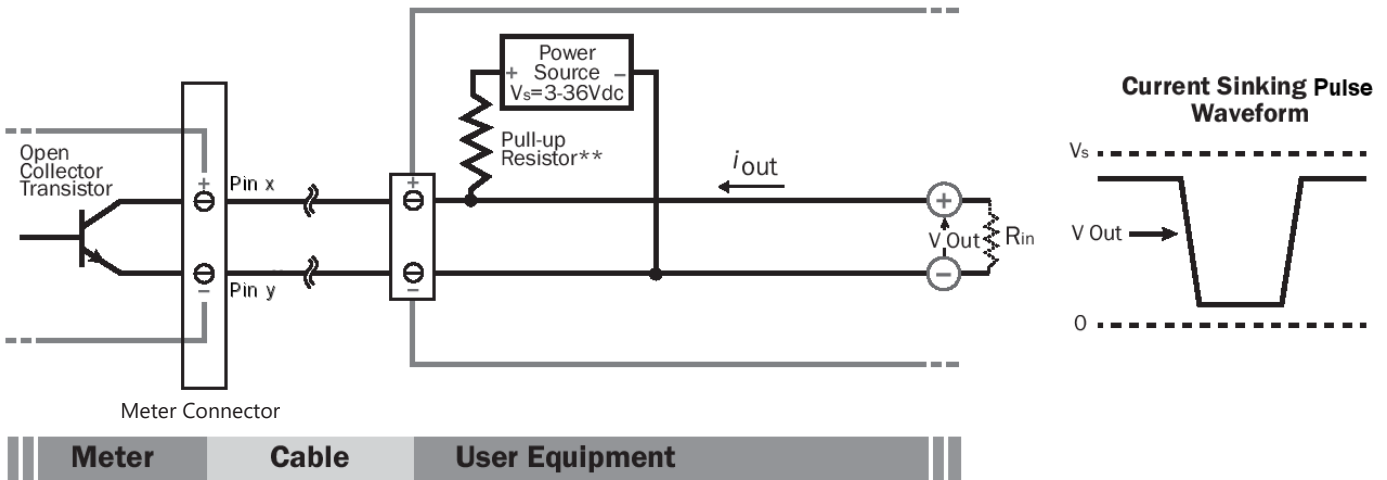 Power
+ Source –
Vs=3-36Vdc
Current Sinking Pulse
Waveform
Open
Collector
Transistor
Pull-up
Resistor**
iout
Vs
+
Pin x
+
+
V Out
Rin
V Out
–
Pin y
–
–
0
Meter Connector
Meter
Cable
User Equipment